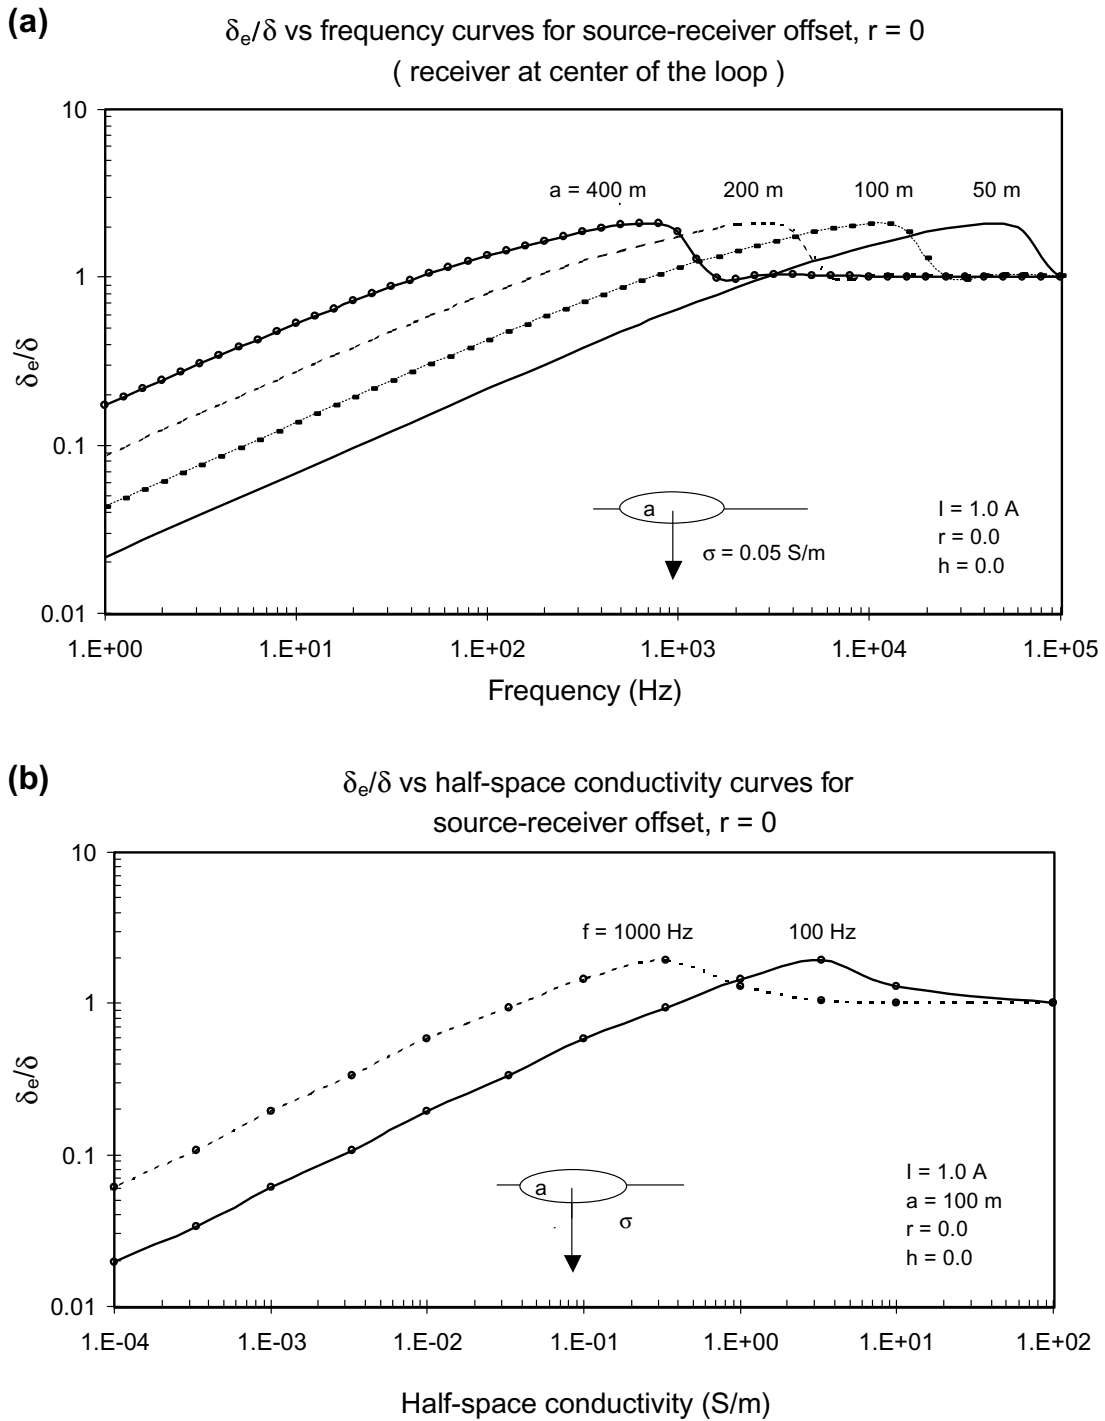 (a)
δe/δ vs frequency curves for source-receiver offset, r = 0
( receiver at center of the loop )
10
1
0.1
0.01
δe/δ
a = 400 m
200 m
100 m
50 m
a
σ = 0.05 S/m
I = 1.0 A
r = 0.0
h = 0.0
1.E+00
1.E+01
1.E+02
1.E+03
1.E+04
1.E+05
Frequency (Hz)
(b)
δe/δ vs half-space conductivity curves for
source-receiver offset, r = 0
10
1
0.1
0.01
δe/δ
f = 1000 Hz
100 Hz
a
σ
I = 1.0 A
a = 100 m
r = 0.0
h = 0.0
1.E-04
1.E-03
1.E-02
1.E-01
1.E+00
1.E+01
1.E+02
Half-space conductivity (S/m)